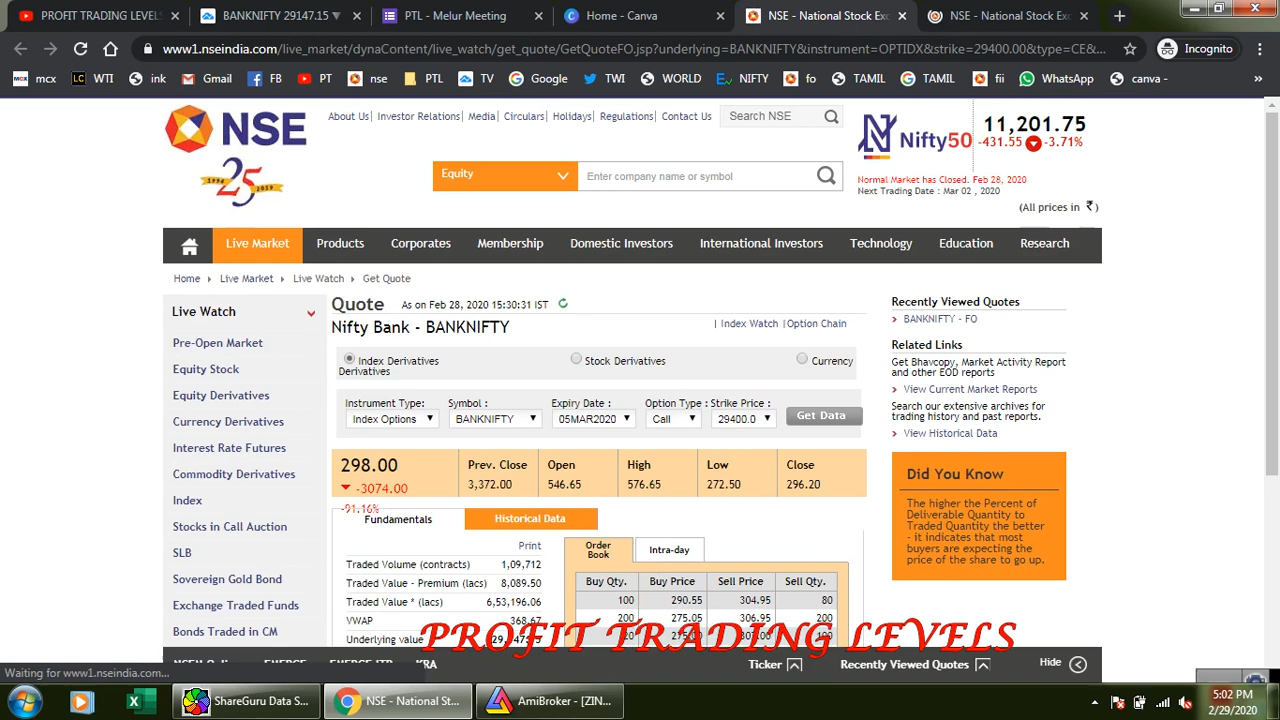 PROFIT TRADING LEVELS
BANKNIFTY 29147.15 ▼
PTL - Melur Meeting
Home - Canva
NSE - National Stock Exc
NSE - National Stock Exc
www1.nseindia.com/live_market/dynaContent/live_watch/get_quote/GetQuoteFO.jsp?underlying=BANKNIFTY&instrument=OPTIDX&strike=29400.00&type=CE&...
Incognito
mcx WTI ink Gmail FB PT nse PTL TV Google TWI WORLD NIFTY fo TAMIL TAMIL fii WhatsApp canva - »
NSE
1994 25 2019
About Us| Investor Relations| Media| Circulars| Holidays| Regulations| Contact Us
Search NSE
Equity
Enter company name or symbol
Nifty50
11,201.75
-431.55 -3.71%
Normal Market has Closed. Feb 28, 2020
Next Trading Date : Mar 02 , 2020
(All prices in ₹ )
Live Market Products Corporates Membership Domestic Investors International Investors Technology Education Research
Home Live Market Live Watch Get Quote
Live Watch
Pre-Open Market
Equity Stock
Equity Derivatives
Currency Derivatives
Interest Rate Futures
Commodity Derivatives
Index
Stocks in Call Auction
SLB
Sovereign Gold Bond
Exchange Traded Funds
Bonds Traded in CM
Quote As on Feb 28, 2020 15:30:31 IST
Nifty Bank - BANKNIFTY
| Index Watch |Option Chain
Index Derivatives Stock Derivatives Currency
Derivatives
Instrument Type: Symbol : Expiry Date : Option Type : Strike Price :
Index Options BANKNIFTY 05MAR2020 Call 29400.0 Get Data
298.00 Prev. Close Open High Low Close
-3074.00 3,372.00 546.65 576.65 272.50 296.20
-91.16%
Fundamentals Historical Data
Print
Traded Volume (contracts) 1,09,712
Traded Value - Premium (lacs) 8,089.50
Traded Value * (lacs) 6,53,196.06
VWAP 368.67
Underlying value
Order Book Intra-day
Buy Qty. Buy Price Sell Price Sell Qty.
100 290.55 304.95 80
200 275.05 306.95 200
Recently Viewed Quotes
BANKNIFTY - FO
Related Links
Get Bhavcopy, Market Activity Report
and other EOD reports
View Current Market Reports
Search our extensive archives for
trading history and past reports.
View Historical Data
Did You Know
The higher the Percent of
Deliverable Quantity to
Traded Quantity the better
- it indicates that most
buyers are expecting the
price of the share to go up.
PROFIT TRADING LEVELS
KRA
Ticker Recently Viewed Quotes Hide
Waiting for www1.nseindia.com...
ShareGuru Data S...
NSE - National St...
AmiBroker - [ZIN...
5:02 PM
2/29/2020